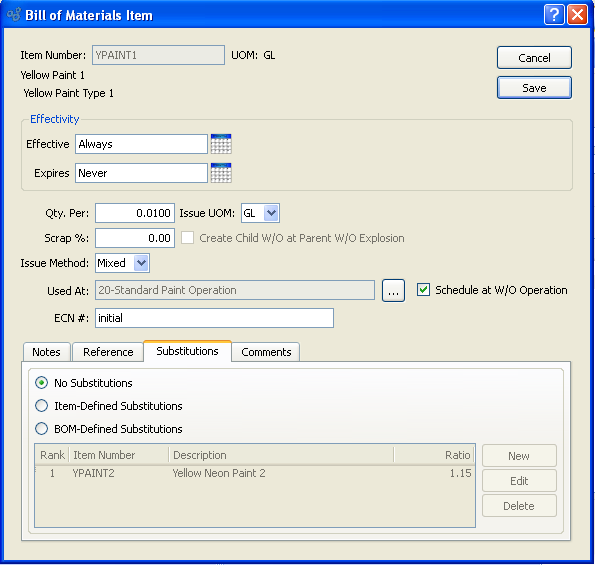 Bill of Materials Item
Item Number: YPAINT1 UOM: GL
Cancel
Yellow Paint 1
Save
Yellow Paint Type 1
Effectivity
Effective Always
Expires Never
Qty. Per: 0.0100 Issue UOM: GL
Scrap %: 0.00 Create Child W/O at Parent W/O Explosion
Issue Method: Mixed
Used At: 20-Standard Paint Operation ... Schedule at W/O Operation
ECN #: initial
Notes Reference Substitutions Comments
No Substitutions
Item-Defined Substitutions
BOM-Defined Substitutions
Rank Item Number Description Ratio
1 YPAINT2 Yellow Neon Paint 2 1.15
New
Edit
Delete